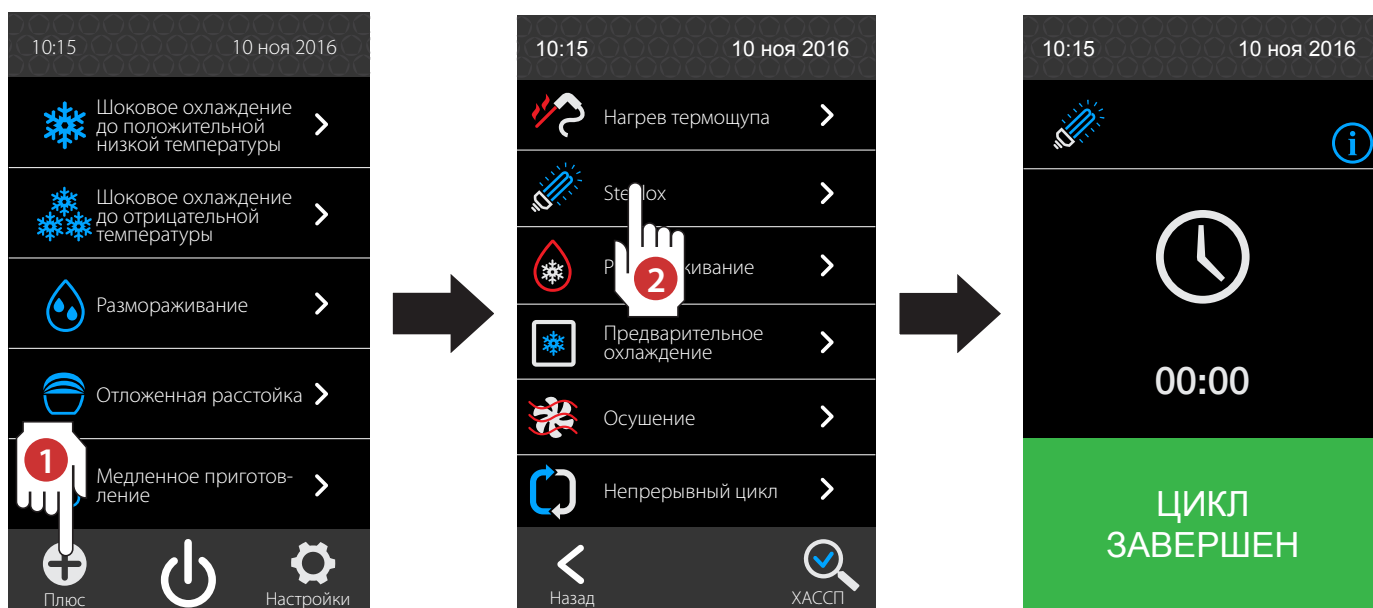 10:15 10 ноя 2016
Шоковое охлаждение
до положительной
низкой температуры
Шоковое охлаждение
до отрицательной
температуры
Размораживание
Отложенная расстойка
1
Медленное приготов-
ление
Плюс
Настройки
10:15 10 ноя 2016
Нагрев термощупа
2
Предварительное
охлаждение
Осушение
Непрерывный цикл
Назад
ХАССП
10:15 10 ноя 2016
i
00:00
ЦИКЛ
ЗАВЕРШЕН